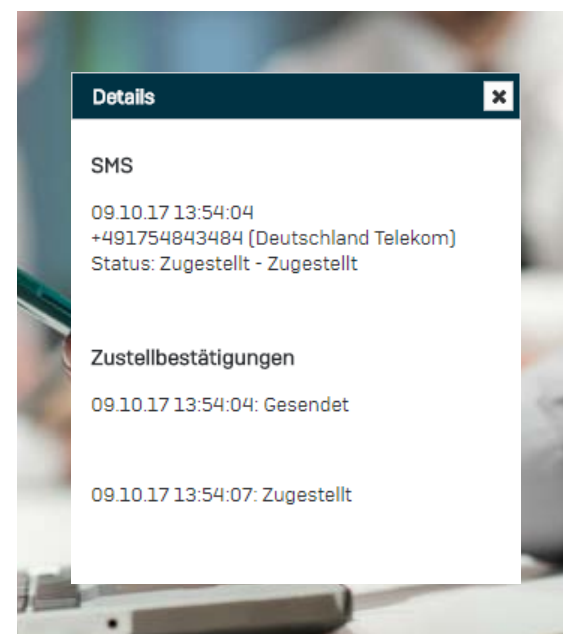 Details
SMS
09.10.17 13:54:04
+491754843484 (Deutschland Telekom)
Status: Zugestellt - Zugestellt
Zustellbestätigungen
09.10.17 13:54:04: Gesendet
09.10.17 13:54:07: Zugestellt